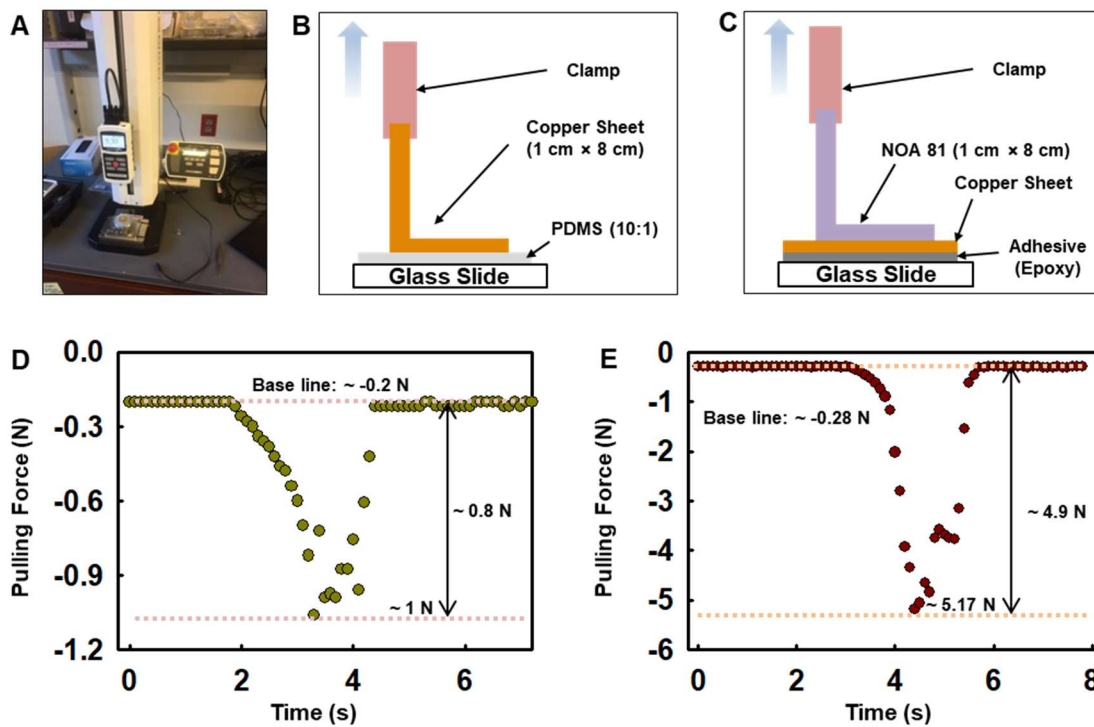 A
B
Clamp
Copper Sheet
(1 cm × 8 cm)
PDMS (10:1)
Glass Slide
C
Clamp
NOA 81 (1 cm × 8 cm)
Copper Sheet
Adhesive
(Epoxy)
Glass Slide
D
Pulling Force (N)
0.0
-0.3
-0.6
-0.9
-1.2
Base line: ~ -0.2 N
~ 0.8 N
~ 1 N
0 2 4 6
Time (s)
E
Pulling Force (N)
0
-1
-2
-3
-4
-5
-6
Base line: ~ -0.28 N
~ 4.9 N
~ 5.17 N
0 2 4 6 8
Time (s)